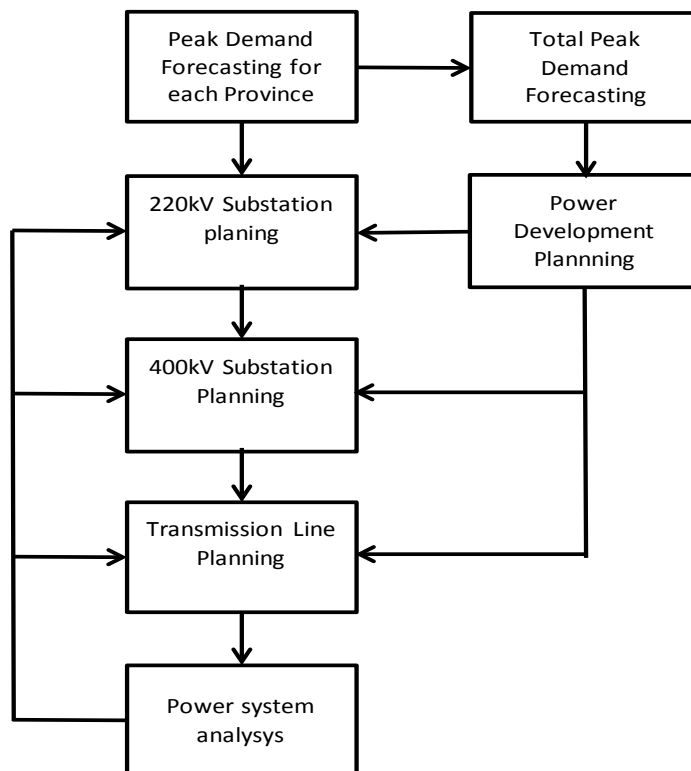 Peak Demand
Forecasting for
each Province
Total Peak
Demand
Forecasting
220kV Substation
planing
Power
Development
Plannning
400kV Substation
Planning
Transmission Line
Planning
Power system
analysys